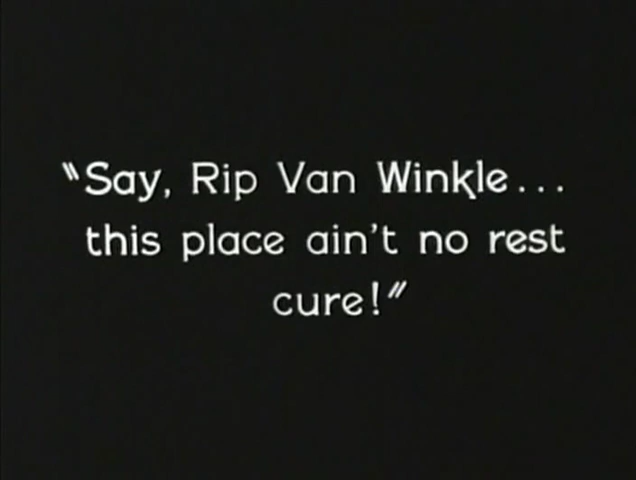 "Say, Rip Van Winkle...
this place ain't no rest
cure!"